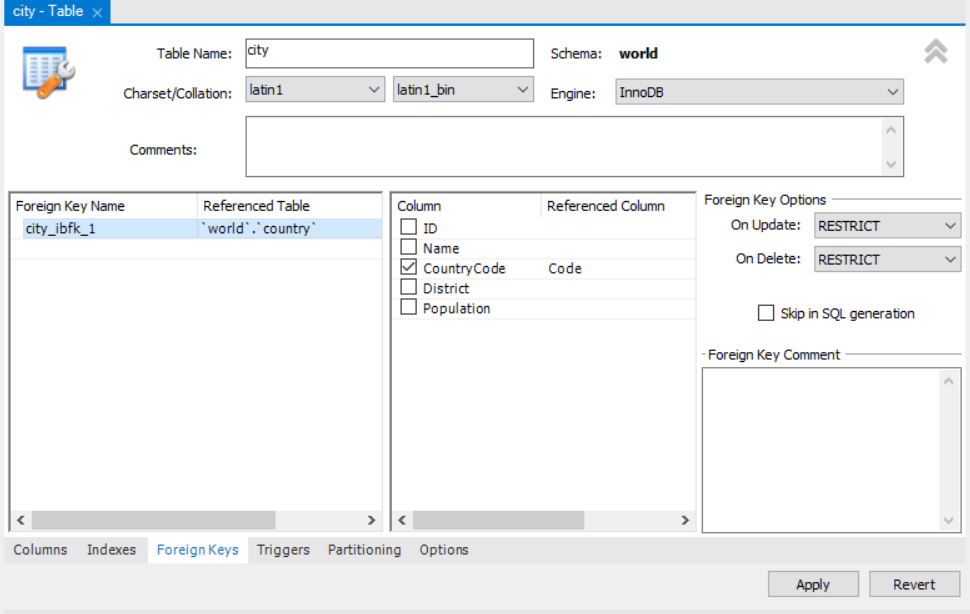 city - Table
Table Name: city Schema: world
Charset/Collation: latin1 latin1_bin Engine: InnoDB
Comments:
Foreign Key Name Referenced Table
city_ibfk_1 `world`.`country`
Column Referenced Column
ID
Name
CountryCode Code
District
Population
Foreign Key Options
On Update: RESTRICT
On Delete: RESTRICT
Skip in SQL generation
Foreign Key Comment
Columns Indexes Foreign Keys Triggers Partitioning Options
Apply Revert